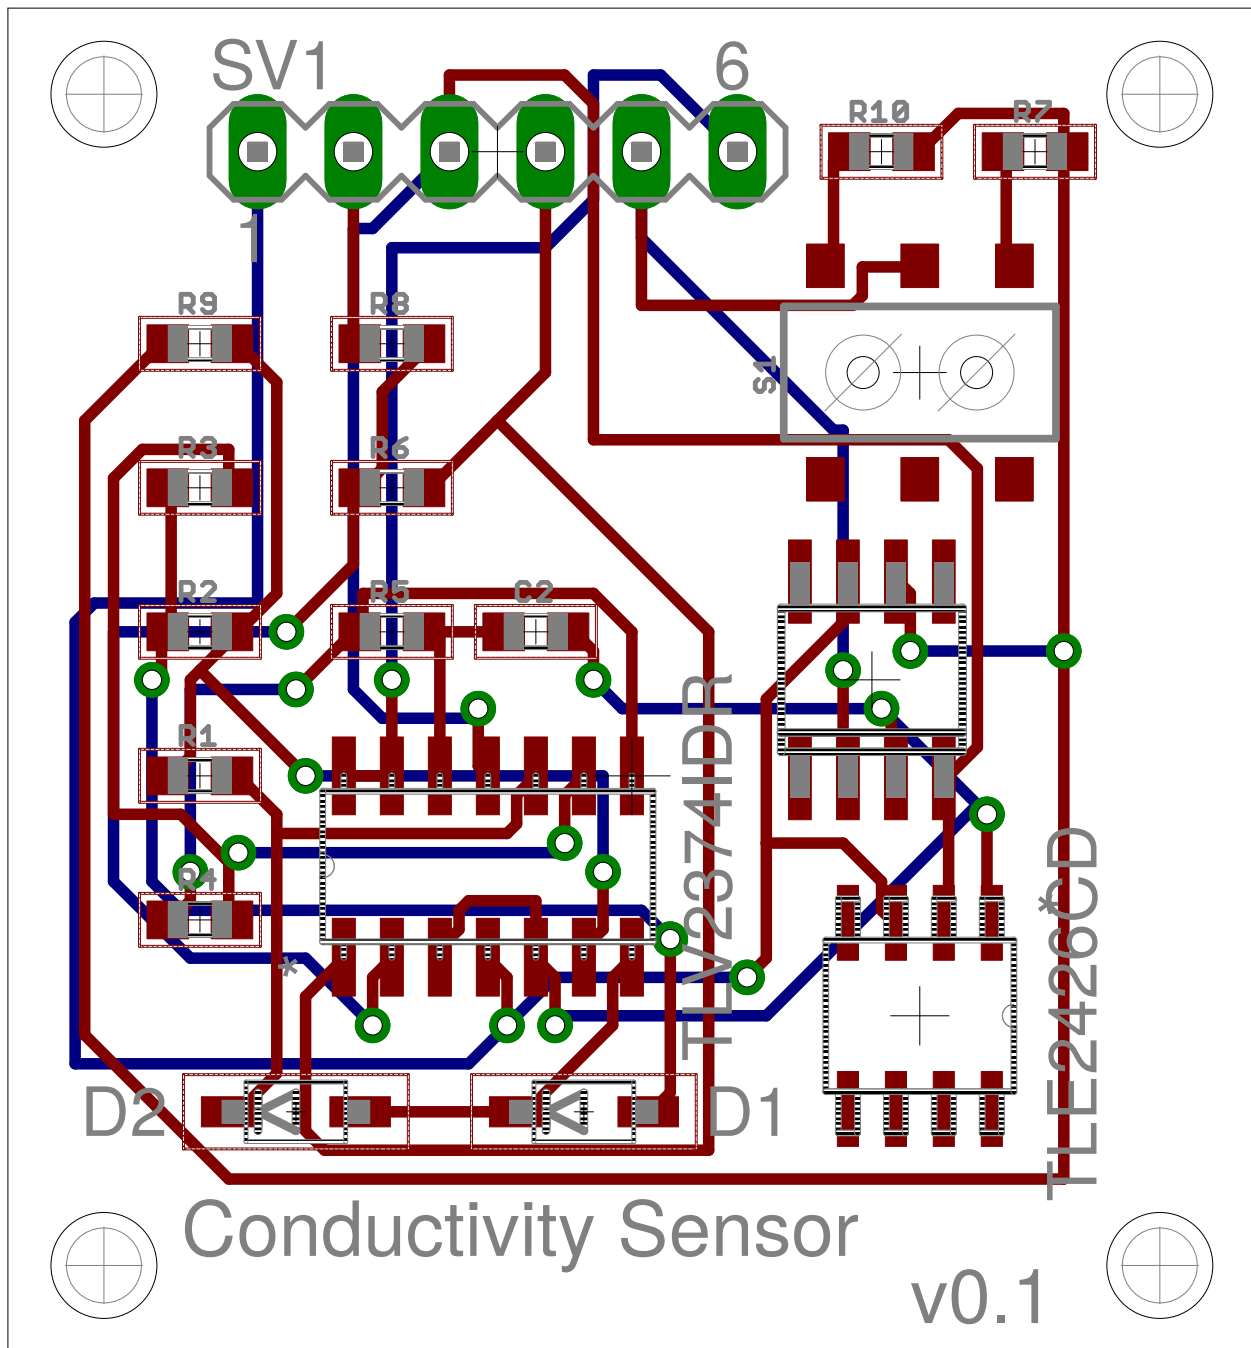 SV1
6
R10
R7
1
R9
R8
S1
R3
R6
R2
R5
C2
R1
TLV2374IDR
R4
*
*
TLE2426CD
D2
D1
Conductivity Sensor
v0.1